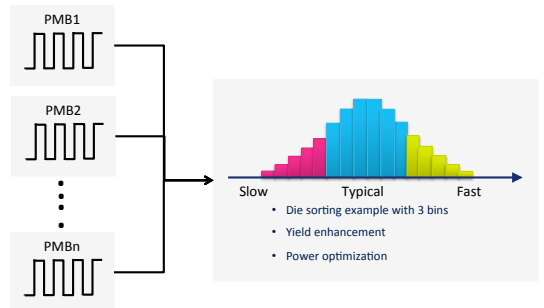 PMB1
PMB2
PMBn
Slow Typical Fast
• Die sorting example with 3 bins
• Yield enhancement
• Power optimization